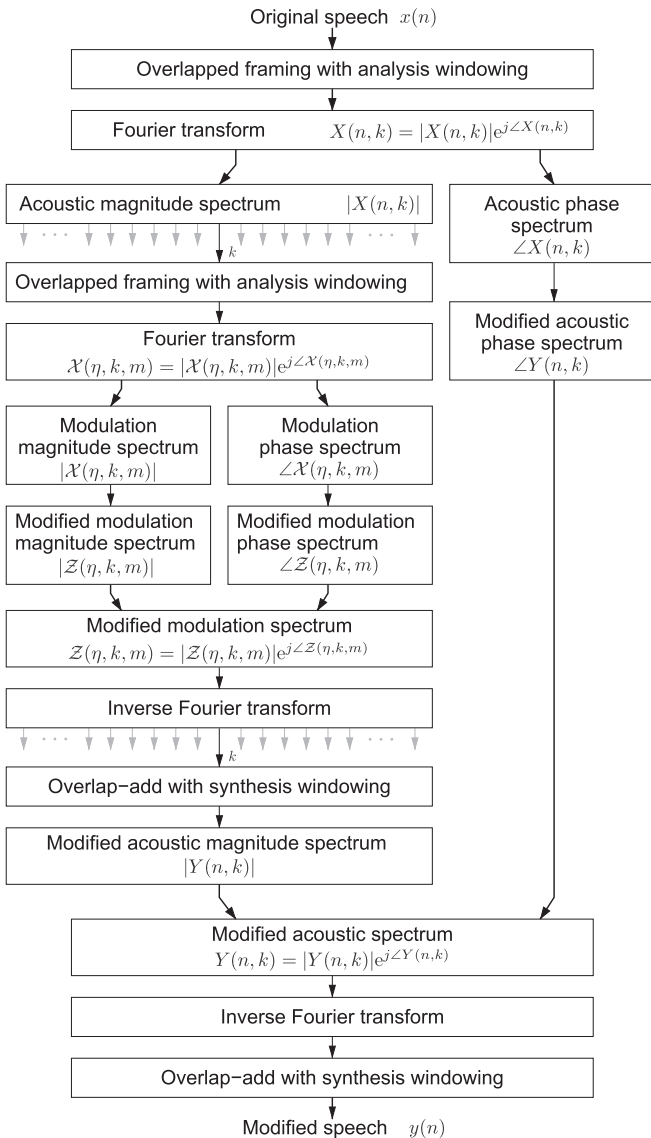 Original speech x(n)
Overlapped framing with analysis windowing
Fourier transform X(n, k) = |X(n, k)|e^{j∠X(n,k)}
Acoustic magnitude spectrum |X(n, k)|
· · · · · ·
k
Overlapped framing with analysis windowing
Fourier transform
𝒳(η, k, m) = |𝒳(η, k, m)|e^{j∠𝒳(η,k,m)}
Modulation
magnitude spectrum
|𝒳(η, k, m)|
Modulation
phase spectrum
∠𝒳(η, k, m)
Modified modulation
magnitude spectrum
|𝒵(η, k, m)|
Modified modulation
phase spectrum
∠𝒵(η, k, m)
Modified modulation spectrum
𝒵(η, k, m) = |𝒵(η, k, m)|e^{j∠𝒵(η,k,m)}
Inverse Fourier transform
· · · · · ·
k
Overlap−add with synthesis windowing
Modified acoustic magnitude spectrum
|Y(n, k)|
Acoustic phase
spectrum
∠X(n, k)
Modified acoustic
phase spectrum
∠Y(n, k)
Modified acoustic spectrum
Y(n, k) = |Y(n, k)|e^{j∠Y(n,k)}
Inverse Fourier transform
Overlap−add with synthesis windowing
Modified speech y(n)